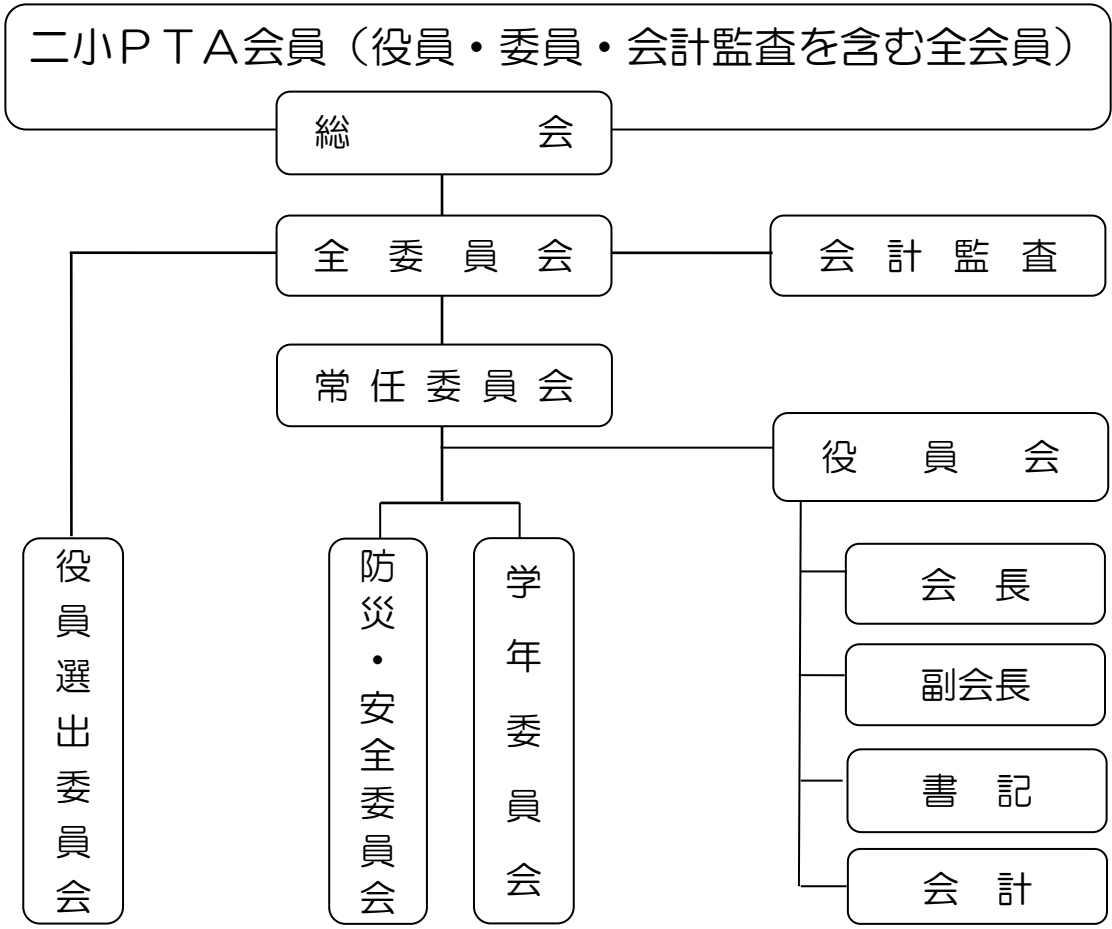 二小ＰＴＡ会員（役員・委員・会計監査を含む全会員）
総会
全委員会
会計監査
常任委員会
役員会
役員選出委員会
防災・安全委員会
学年委員会
会長
副会長
書記
会計